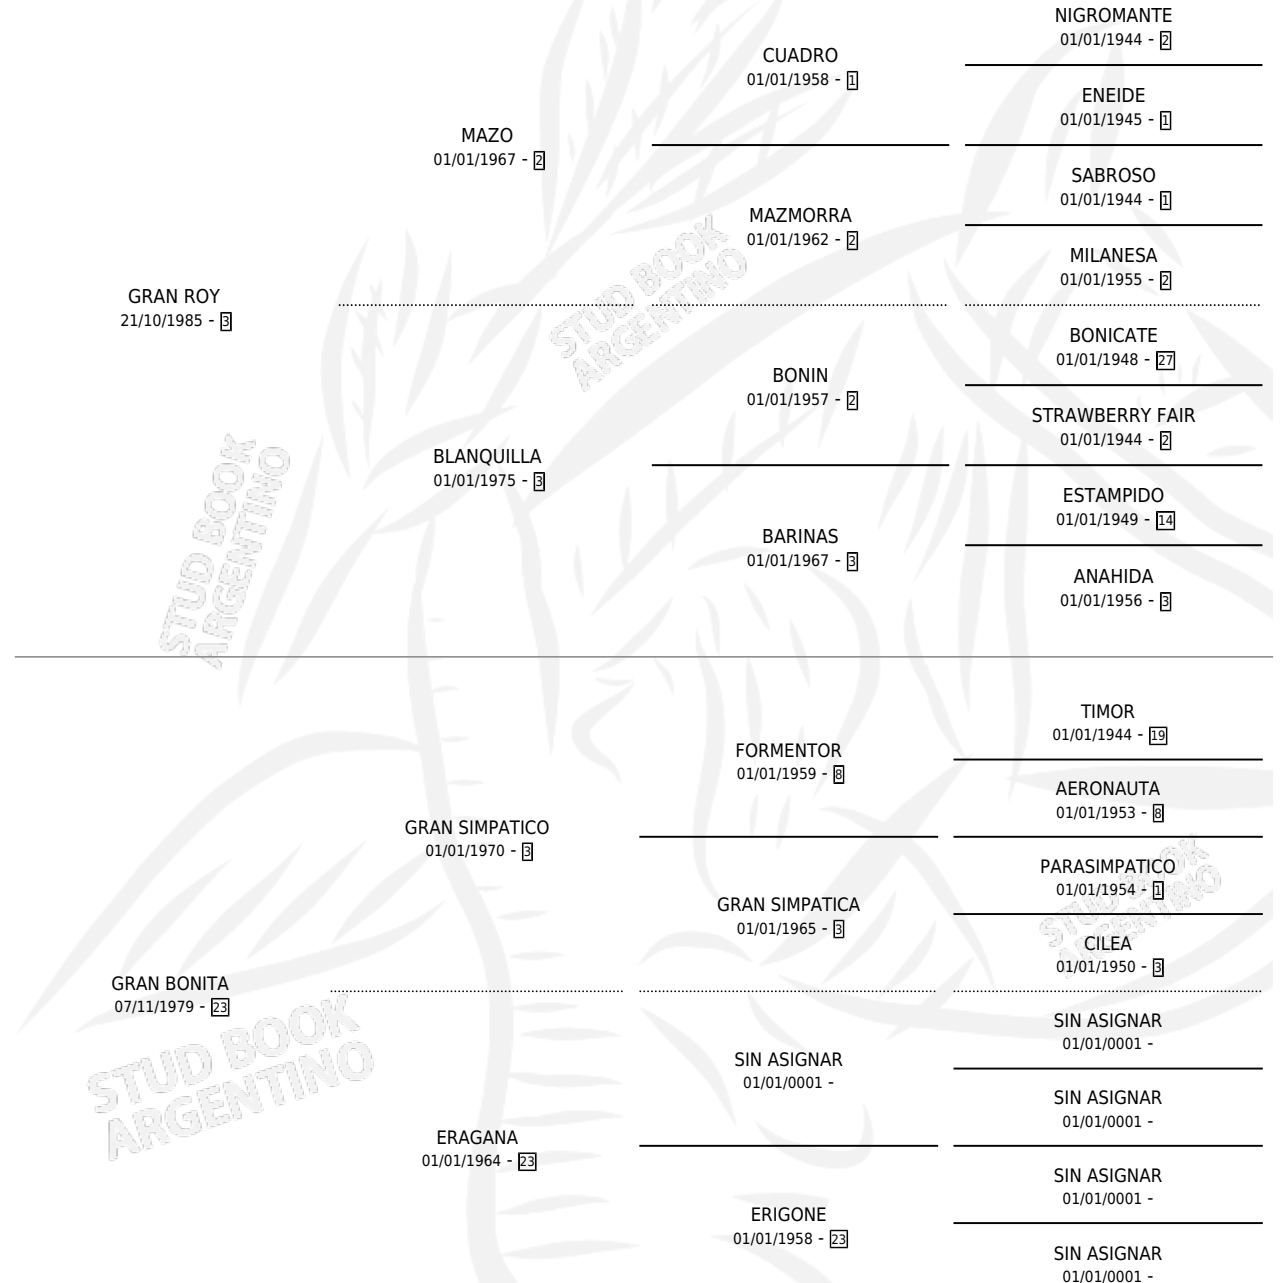 NIGROMANTE
01/01/1944 - 2
CUADRO
01/01/1958 - 1
ENEIDE
01/01/1945 - 1
MAZO
01/01/1967 - 2
SABROSO
01/01/1944 - 1
MAZMORRA
01/01/1962 - 2
MILANESA
01/01/1955 - 2
GRAN ROY
21/10/1985 - 3
BONICATE
01/01/1948 - 27
BONIN
01/01/1957 - 2
STRAWBERRY FAIR
01/01/1944 - 2
BLANQUILLA
01/01/1975 - 3
ESTAMPIDO
01/01/1949 - 14
BARINAS
01/01/1967 - 3
ANAHIDA
01/01/1956 - 3
STUD BOOK
ARGENTINO
STUD BOOK
ARGENTINO
TIMOR
01/01/1944 - 19
FORMENTOR
01/01/1959 - 8
AERONAUTA
01/01/1953 - 8
GRAN SIMPATICO
01/01/1970 - 3
PARASIMPATICO
01/01/1954 - 1
GRAN SIMPATICA
01/01/1965 - 3
CILEA
01/01/1950 - 3
GRAN BONITA
07/11/1979 - 23
SIN ASIGNAR
01/01/0001 -
SIN ASIGNAR
01/01/0001 -
SIN ASIGNAR
01/01/0001 -
ERAGANA
01/01/1964 - 23
SIN ASIGNAR
01/01/0001 -
ERIGONE
01/01/1958 - 23
SIN ASIGNAR
01/01/0001 -
STUD BOOK
ARGENTINO
STUD BOOK
ARGENTINO